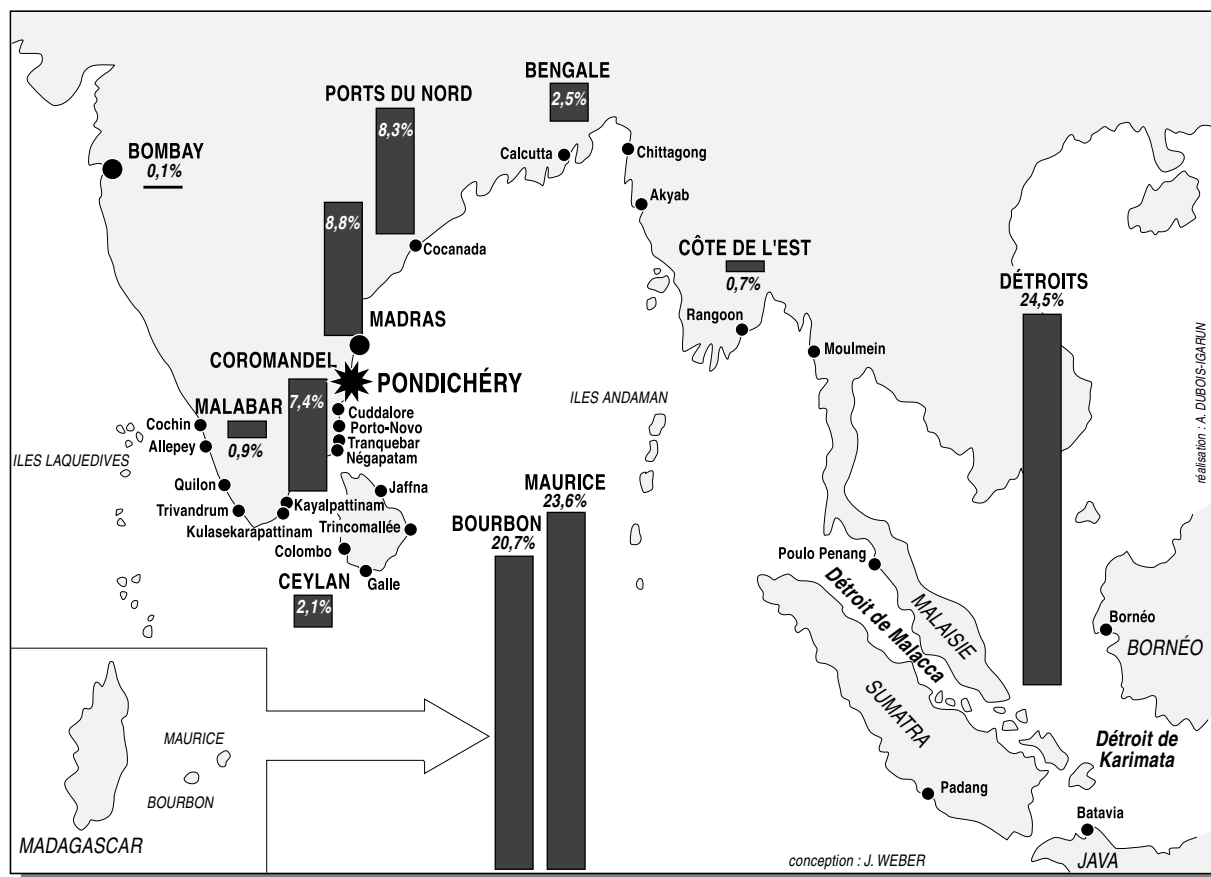 BENGALE
2,5%
PORTS DU NORD
8,3%
BOMBAY
0,1%
Calcutta
Chittagong
Akyab
8,8%
Cocanada
CÔTE DE L'EST
0,7%
DÉTROITS
24,5%
Rangoon
MADRAS
Moulmein
COROMANDEL
7,4%
PONDICHÉRY
MALABAR
0,9%
ILES ANDAMAN
Cuddalore
Porto-Novo
Tranquebar
Négapatam
Cochin
Allepey
ILES LAQUEDIVES
réalisation : A. DUBOIS-IGARUN
Quilon
Jaffna
MAURICE
23,6%
Trivandrum
Kayalpattinam
Kulasekarapattinam
Trincomallée
BOURBON
20,7%
Colombo
Galle
CEYLAN
2,1%
Poulo Penang
Détroit de Malacca
MALAISIE
Bornéo
BORNÉO
SUMATRA
MAURICE
BOURBON
MADAGASCAR
Détroit de
Karimata
Padang
Batavia
JAVA
conception : J. WEBER